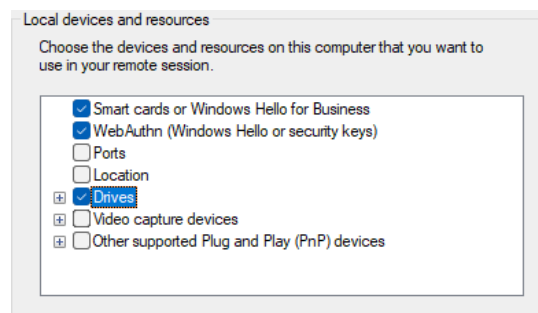 Local devices and resources
Choose the devices and resources on this computer that you want to
use in your remote session.
Smart cards or Windows Hello for Business
WebAuthn (Windows Hello or security keys)
Ports
Location
Drives
Video capture devices
Other supported Plug and Play (PnP) devices